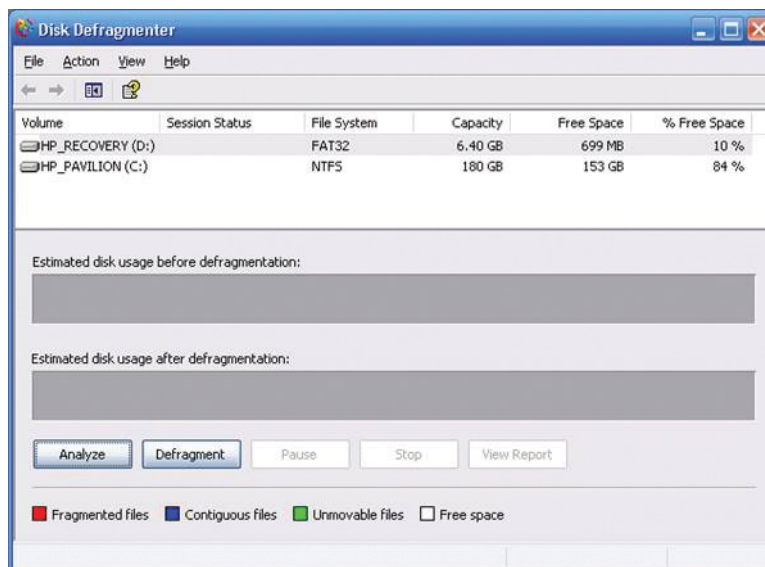 Disk Defragmenter
File Action View Help
Volume Session Status File System Capacity Free Space % Free Space
HP_RECOVERY (D:) FAT32 6.40 GB 699 MB 10 %
HP_PAVILION (C:) NTFS 180 GB 153 GB 84 %
Estimated disk usage before defragmentation:
Estimated disk usage after defragmentation:
Analyze Defragment Pause Stop View Report
Fragmented files Contiguous files Unmovable files Free space